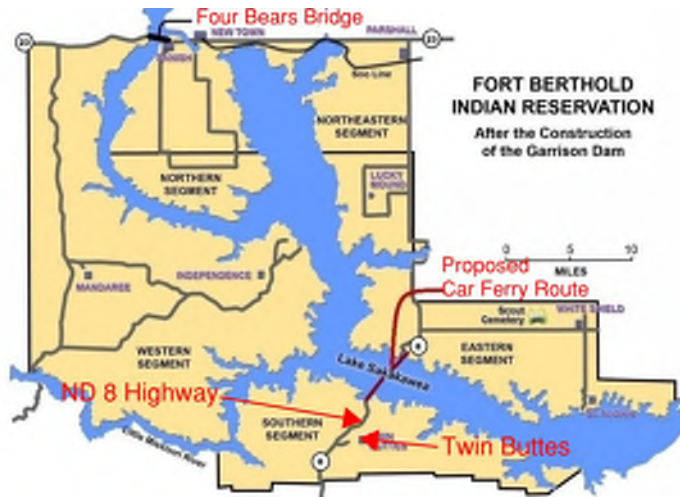 Four Bears Bridge
NEW TOWN
PARSHALL
23
23
SANISH
Soo Line
FORT BERTHOLD
INDIAN RESERVATION
After the Construction
of the Garrison Dam
NORTHEASTERN
SEGMENT
NORTHERN
SEGMENT
LUCKY
MOUND
0 5 10
MILES
Proposed
Car Ferry Route
MANDAREE
INDEPENDENCE
Scout
Cemetery
WHITE SHIELD
8
WESTERN
SEGMENT
EASTERN
SEGMENT
Lake Sakakawea
ND 8 Highway
SOUTHERN
SEGMENT
Little Missouri River
Twin Buttes
8